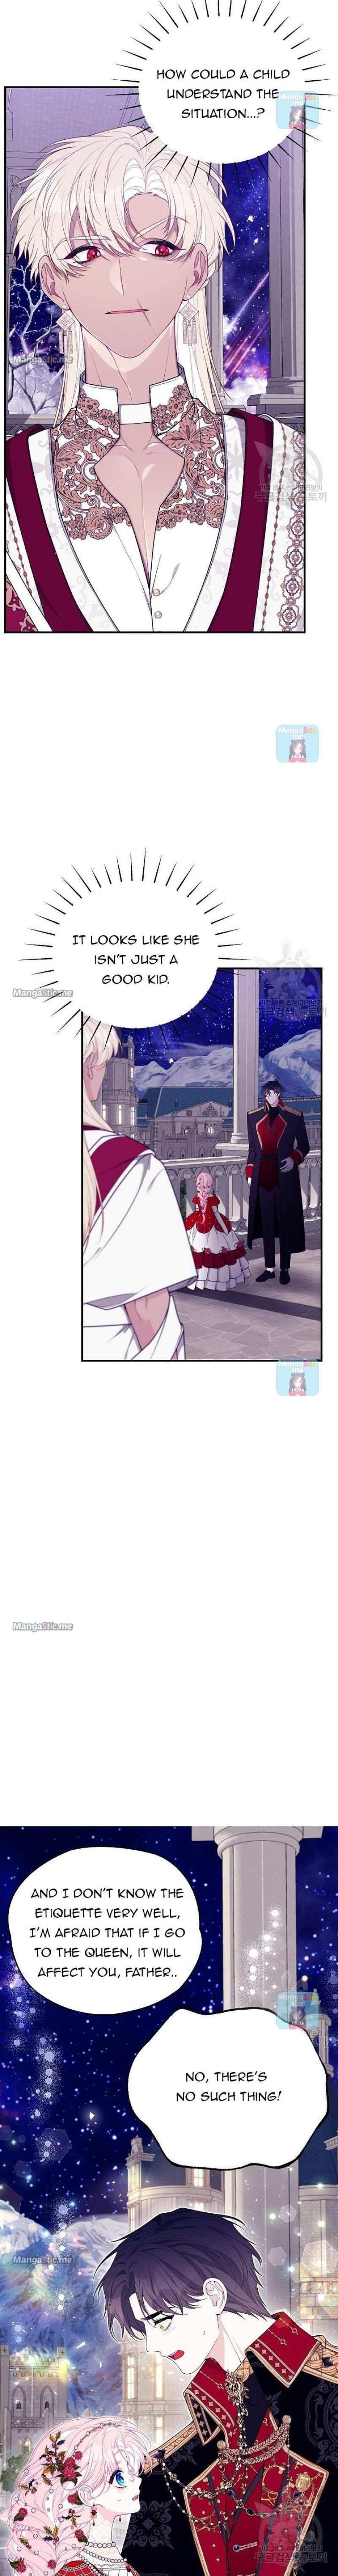 HOW COULD A CHILD
UNDERSTAND THE
SITUATION...?
MangaStic.me
IT LOOKS LIKE SHE
ISN'T JUST A
GOOD KID.
MangaStic.me
MangaStic.me
AND I DON'T KNOW THE
ETIQUETTE VERY WELL,
I'M AFRAID THAT IF I GO
TO THE QUEEN, IT WILL
AFFECT YOU, FATHER..
NO, THERE'S
NO SUCH THING!
MangaStic.me